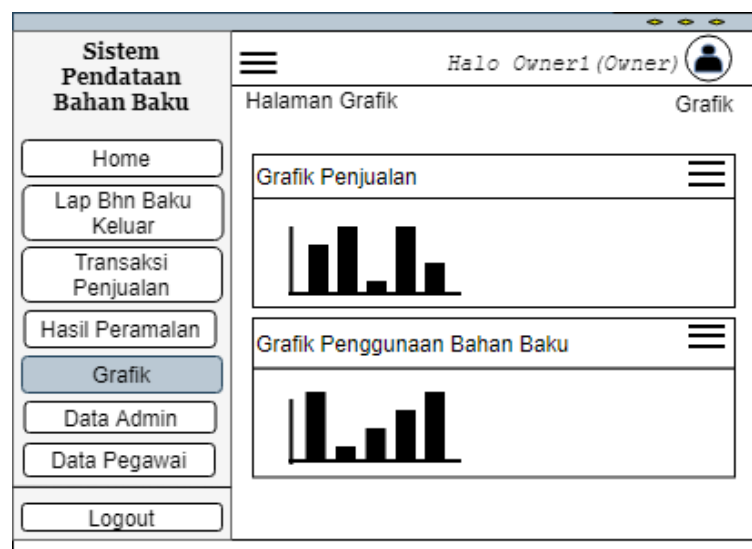 Sistem
Pendataan
Bahan Baku
Halo Owner1(Owner)
Halaman Grafik
Grafik
Home
Lap Bhn Baku
Keluar
Transaksi
Penjualan
Hasil Peramalan
Grafik
Data Admin
Data Pegawai
Logout
Grafik Penjualan
Grafik Penggunaan Bahan Baku